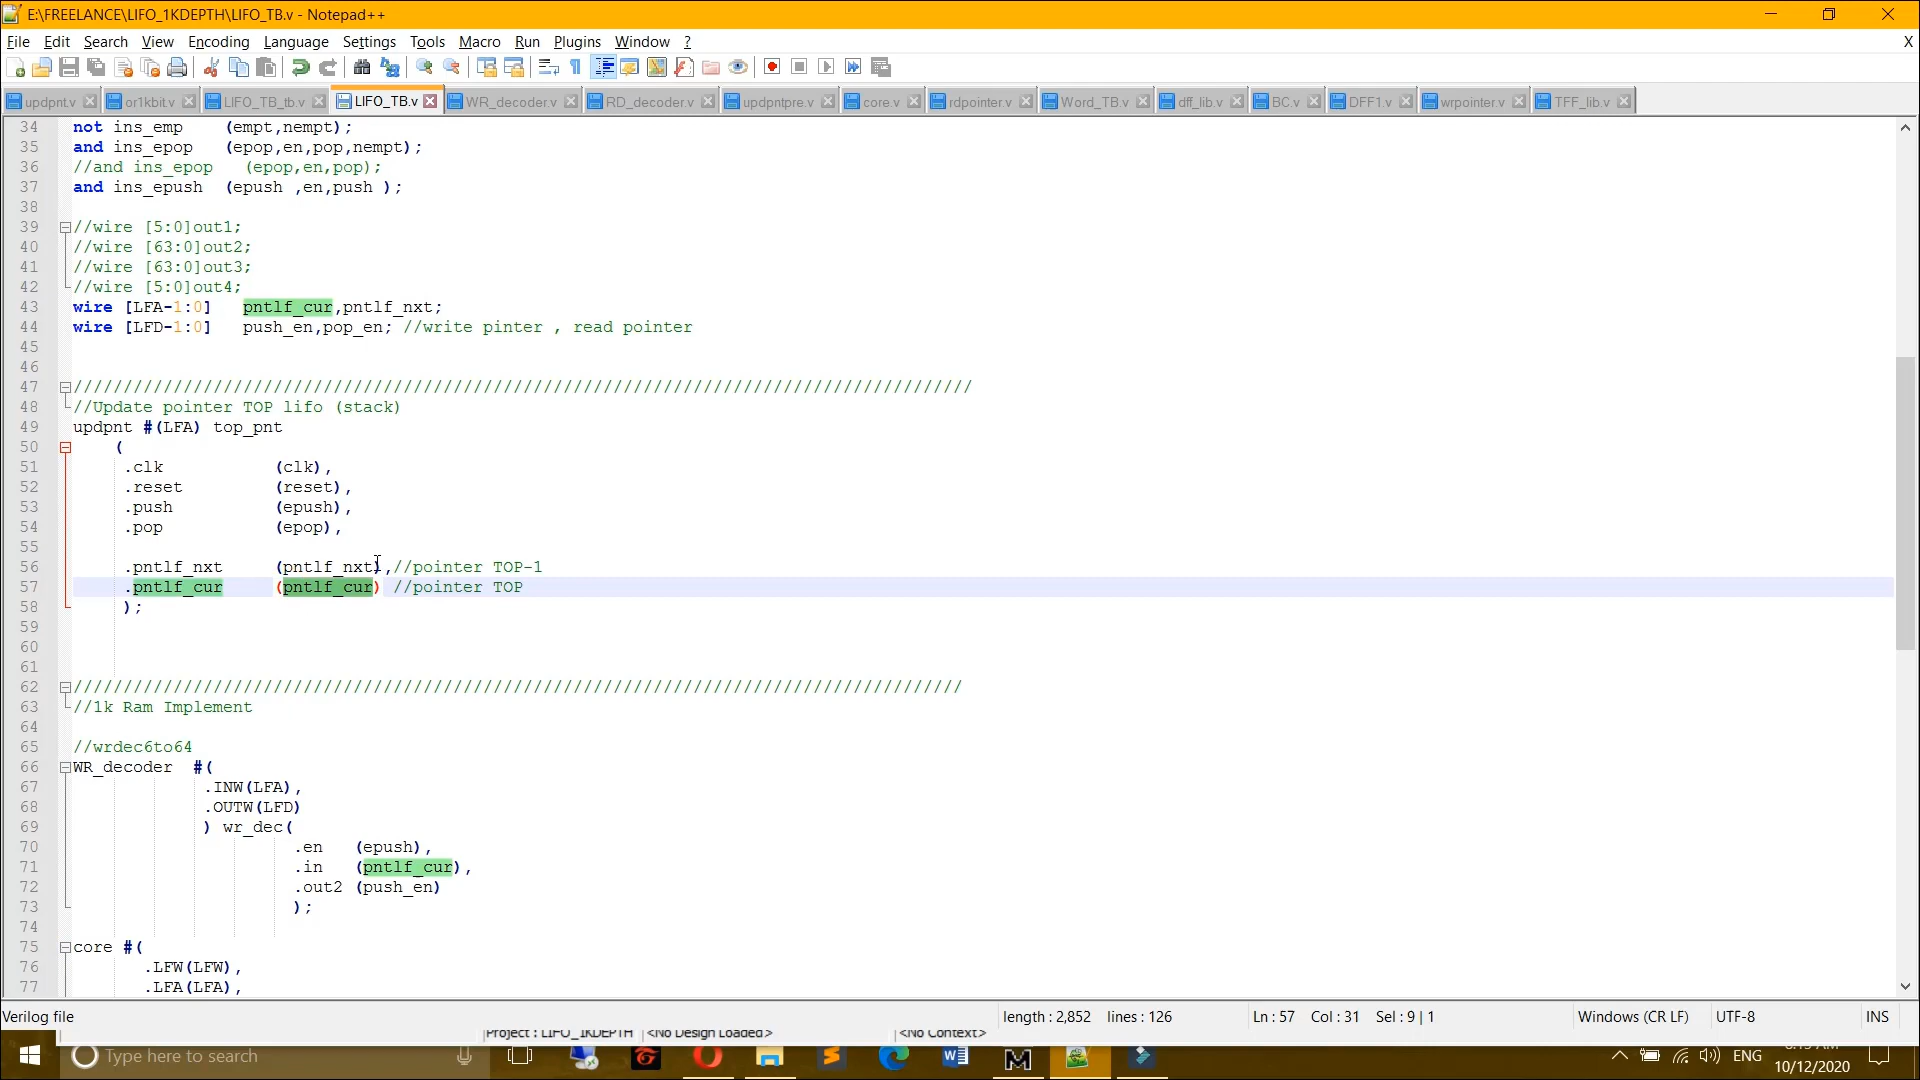 E:\FREELANCE\LIFO_1KDEPTH\LIFO_TB.v - Notepad++
File Edit Search View Encoding Language Settings Tools Macro Run Plugins Window ? X
updpnt.v or1kbit.v LIFO_TB_tb.v LIFO_TB.v WR_decoder.v RD_decoder.v updpntpre.v core.v rdpointer.v Word_TB.v dff_lib.v BC.v DFF1.v wrpointer.v TFF_lib.v
34 not ins_emp (empt,nempt);
35 and ins_epop (epop,en,pop,nempt);
36 //and ins_epop (epop,en,pop);
37 and ins_epush (epush ,en,push );
38
39 //wire [5:0]out1;
40 //wire [63:0]out2;
41 //wire [63:0]out3;
42 //wire [5:0]out4;
43 wire [LFA-1:0] pntlf_cur,pntlf_nxt;
44 wire [LFD-1:0] push_en,pop_en; //write pinter , read pointer
45
46
47 //////////////////////////////////////////////////////////////////////////////////////////
48 //Update pointer TOP lifo (stack)
49 updpnt #(LFA) top_pnt
50 (
51 .clk (clk),
52 .reset (reset),
53 .push (epush),
54 .pop (epop),
55
56 .pntlf_nxt (pntlf_nxt),//pointer TOP-1
57 .pntlf_cur (pntlf_cur) //pointer TOP
58 );
59
60
61
62 /////////////////////////////////////////////////////////////////////////////////////////
63 //1k Ram Implement
64
65 //wrdec6to64
66 WR_decoder #(
67 .INW(LFA),
68 .OUTW(LFD)
69 ) wr_dec(
70 .en (epush),
71 .in (pntlf_cur),
72 .out2 (push_en)
73 );
74
75 core #(
76 .LFW(LFW),
77 .LFA(LFA),
Verilog file length : 2,852 lines : 126 Ln : 57 Col : 31 Sel : 9 | 1 Windows (CR LF) UTF-8 INS
Project : LIFO_1KDEPTH <No Design Loaded> <No Context>
Type here to search
ENG
10/12/2020